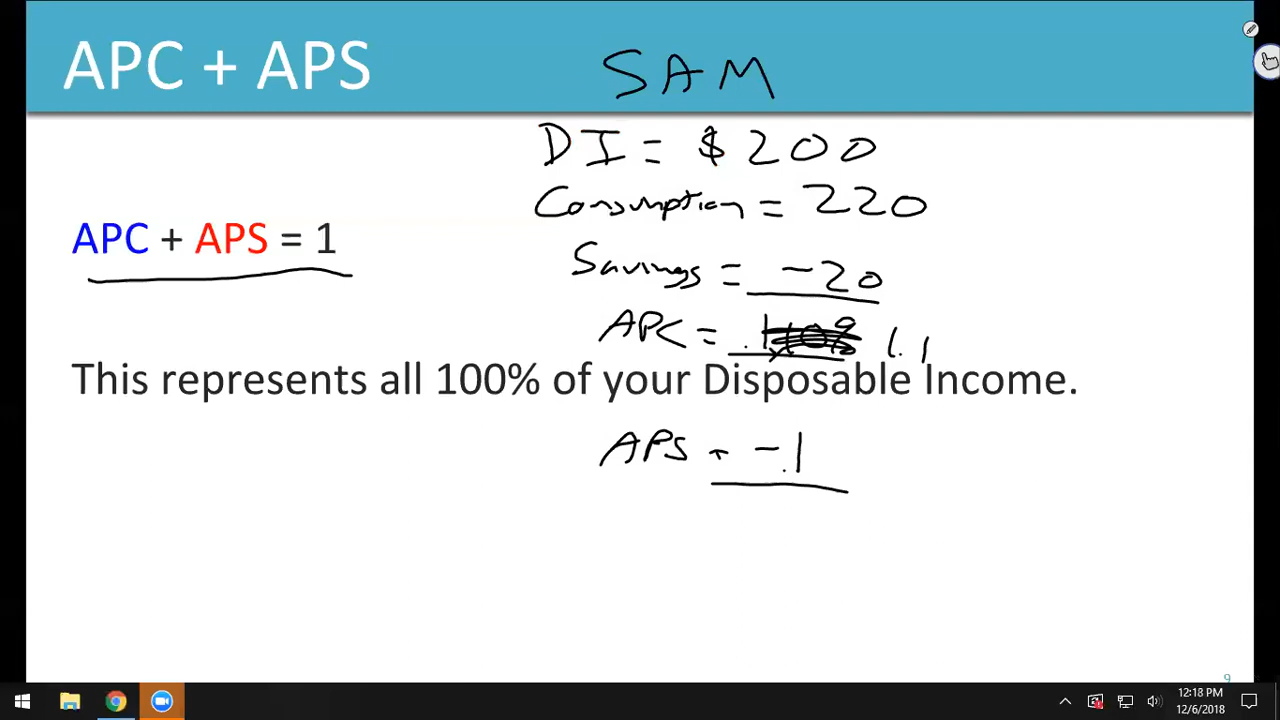 APC + APS
SAM
DI = $200
Consumption = 220
APC + APS = 1
Savings = -20
APC = 1.1
This represents all 100% of your Disposable Income.
APS + -.1
9
12:18 PM
12/6/2018